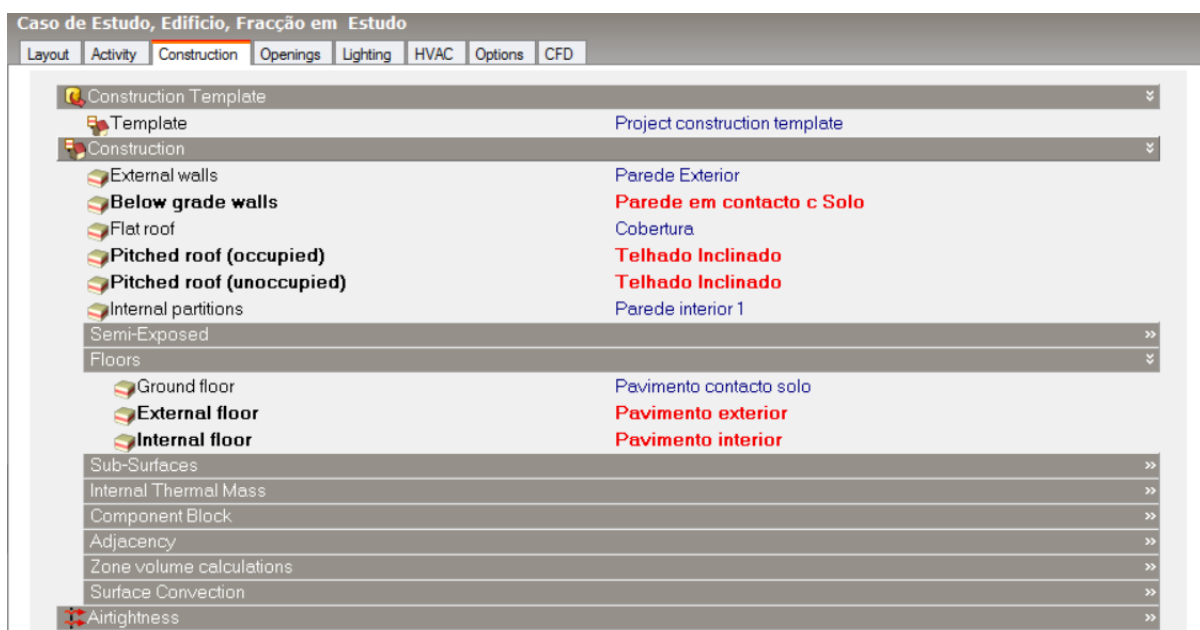 Caso de Estudo, Edificio, Fracção em Estudo
Layout Activity Construction Openings Lighting HVAC Options CFD
Construction Template
Template Project construction template
Construction
External walls Parede Exterior
Below grade walls Parede em contacto c Solo
Flat roof Cobertura
Pitched roof (occupied) Telhado Inclinado
Pitched roof (unoccupied) Telhado Inclinado
Internal partitions Parede interior 1
Semi-Exposed
Floors
Ground floor Pavimento contacto solo
External floor Pavimento exterior
Internal floor Pavimento interior
Sub-Surfaces
Internal Thermal Mass
Component Block
Adjacency
Zone volume calculations
Surface Convection
Airtightness